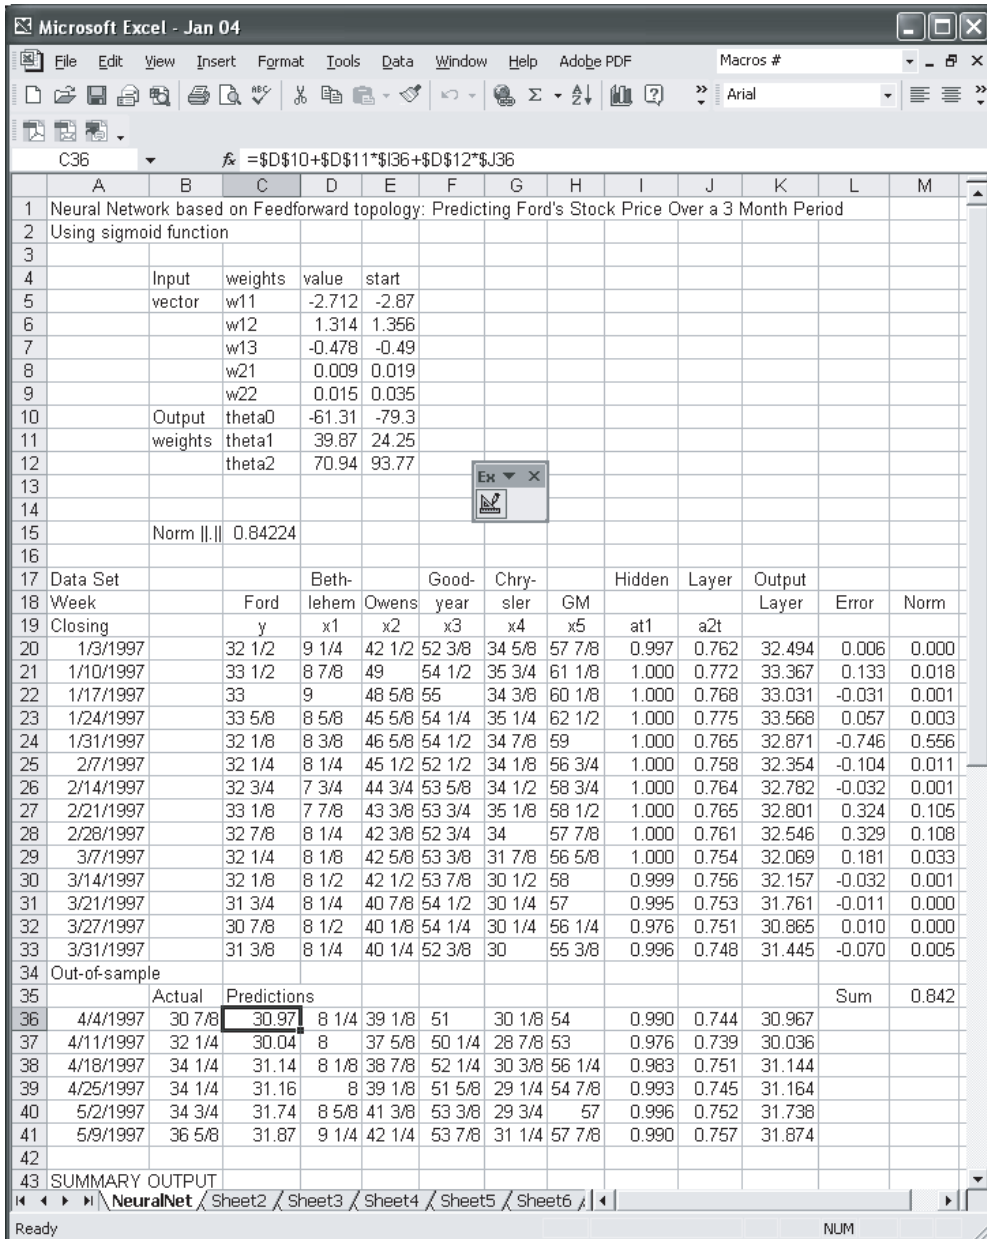 Microsoft Excel - Jan 04
File Edit View Insert Format Tools Data Window Help Adobe PDF Macros #
Arial
C36 fx =$D$10+$D$11*$I36+$D$12*$J36
A B C D E F G H I J K L M
1 Neural Network based on Feedforward topology: Predicting Ford's Stock Price Over a 3 Month Period
2 Using sigmoid function
3
4 Input weights value start
5 vector w11 -2.712 -2.87
6 w12 1.314 1.356
7 w13 -0.478 -0.49
8 w21 0.009 0.019
9 w22 0.015 0.035
10 Output theta0 -61.31 -79.3
11 weights theta1 39.87 24.25
12 theta2 70.94 93.77
Ex
13
14
15 Norm ||.|| 0.84224
16
17 Data Set Beth- Good- Chry- Hidden Layer Output
18 Week Ford lehem Owens year sler GM Layer Error Norm
19 Closing y x1 x2 x3 x4 x5 at1 a2t
20 1/3/1997 32 1/2 9 1/4 42 1/2 52 3/8 34 5/8 57 7/8 0.997 0.762 32.494 0.006 0.000
21 1/10/1997 33 1/2 8 7/8 49 54 1/2 35 3/4 61 1/8 1.000 0.772 33.367 0.133 0.018
22 1/17/1997 33 9 48 5/8 55 34 3/8 60 1/8 1.000 0.768 33.031 -0.031 0.001
23 1/24/1997 33 5/8 8 5/8 45 5/8 54 1/4 35 1/4 62 1/2 1.000 0.775 33.568 0.057 0.003
24 1/31/1997 32 1/8 8 3/8 46 5/8 54 1/2 34 7/8 59 1.000 0.765 32.871 -0.746 0.556
25 2/7/1997 32 1/4 8 1/4 45 1/2 52 1/2 34 1/8 56 3/4 1.000 0.758 32.354 -0.104 0.011
26 2/14/1997 32 3/4 7 3/4 44 3/4 53 5/8 34 1/2 58 3/4 1.000 0.764 32.782 -0.032 0.001
27 2/21/1997 33 1/8 7 7/8 43 3/8 53 3/4 35 1/8 58 1/2 1.000 0.765 32.801 0.324 0.105
28 2/28/1997 32 7/8 8 1/4 42 3/8 52 3/4 34 57 7/8 1.000 0.761 32.546 0.329 0.108
29 3/7/1997 32 1/4 8 1/8 42 5/8 53 3/8 31 7/8 56 5/8 1.000 0.754 32.069 0.181 0.033
30 3/14/1997 32 1/8 8 1/2 42 1/2 53 7/8 30 1/2 58 0.999 0.756 32.157 -0.032 0.001
31 3/21/1997 31 3/4 8 1/4 40 7/8 54 1/2 30 1/4 57 0.995 0.753 31.761 -0.011 0.000
32 3/27/1997 30 7/8 8 1/2 40 1/8 54 1/4 30 1/4 56 1/4 0.976 0.751 30.865 0.010 0.000
33 3/31/1997 31 3/8 8 1/4 40 1/4 52 3/8 30 55 3/8 0.996 0.748 31.445 -0.070 0.005
34 Out-of-sample
35 Actual Predictions Sum 0.842
36 4/4/1997 30 7/8 30.97 8 1/4 39 1/8 51 30 1/8 54 0.990 0.744 30.967
37 4/11/1997 32 1/4 30.04 8 37 5/8 50 1/4 28 7/8 53 0.976 0.739 30.036
38 4/18/1997 34 1/4 31.14 8 1/8 38 7/8 52 1/4 30 3/8 56 1/4 0.983 0.751 31.144
39 4/25/1997 34 1/4 31.16 8 39 1/8 51 5/8 29 1/4 54 7/8 0.993 0.745 31.164
40 5/2/1997 34 3/4 31.74 8 5/8 41 3/8 53 3/8 29 3/4 57 0.996 0.752 31.738
41 5/9/1997 36 5/8 31.87 9 1/4 42 1/4 53 7/8 31 1/4 57 7/8 0.990 0.757 31.874
42
43 SUMMARY OUTPUT
NeuralNet Sheet2 Sheet3 Sheet4 Sheet5 Sheet6
Ready NUM